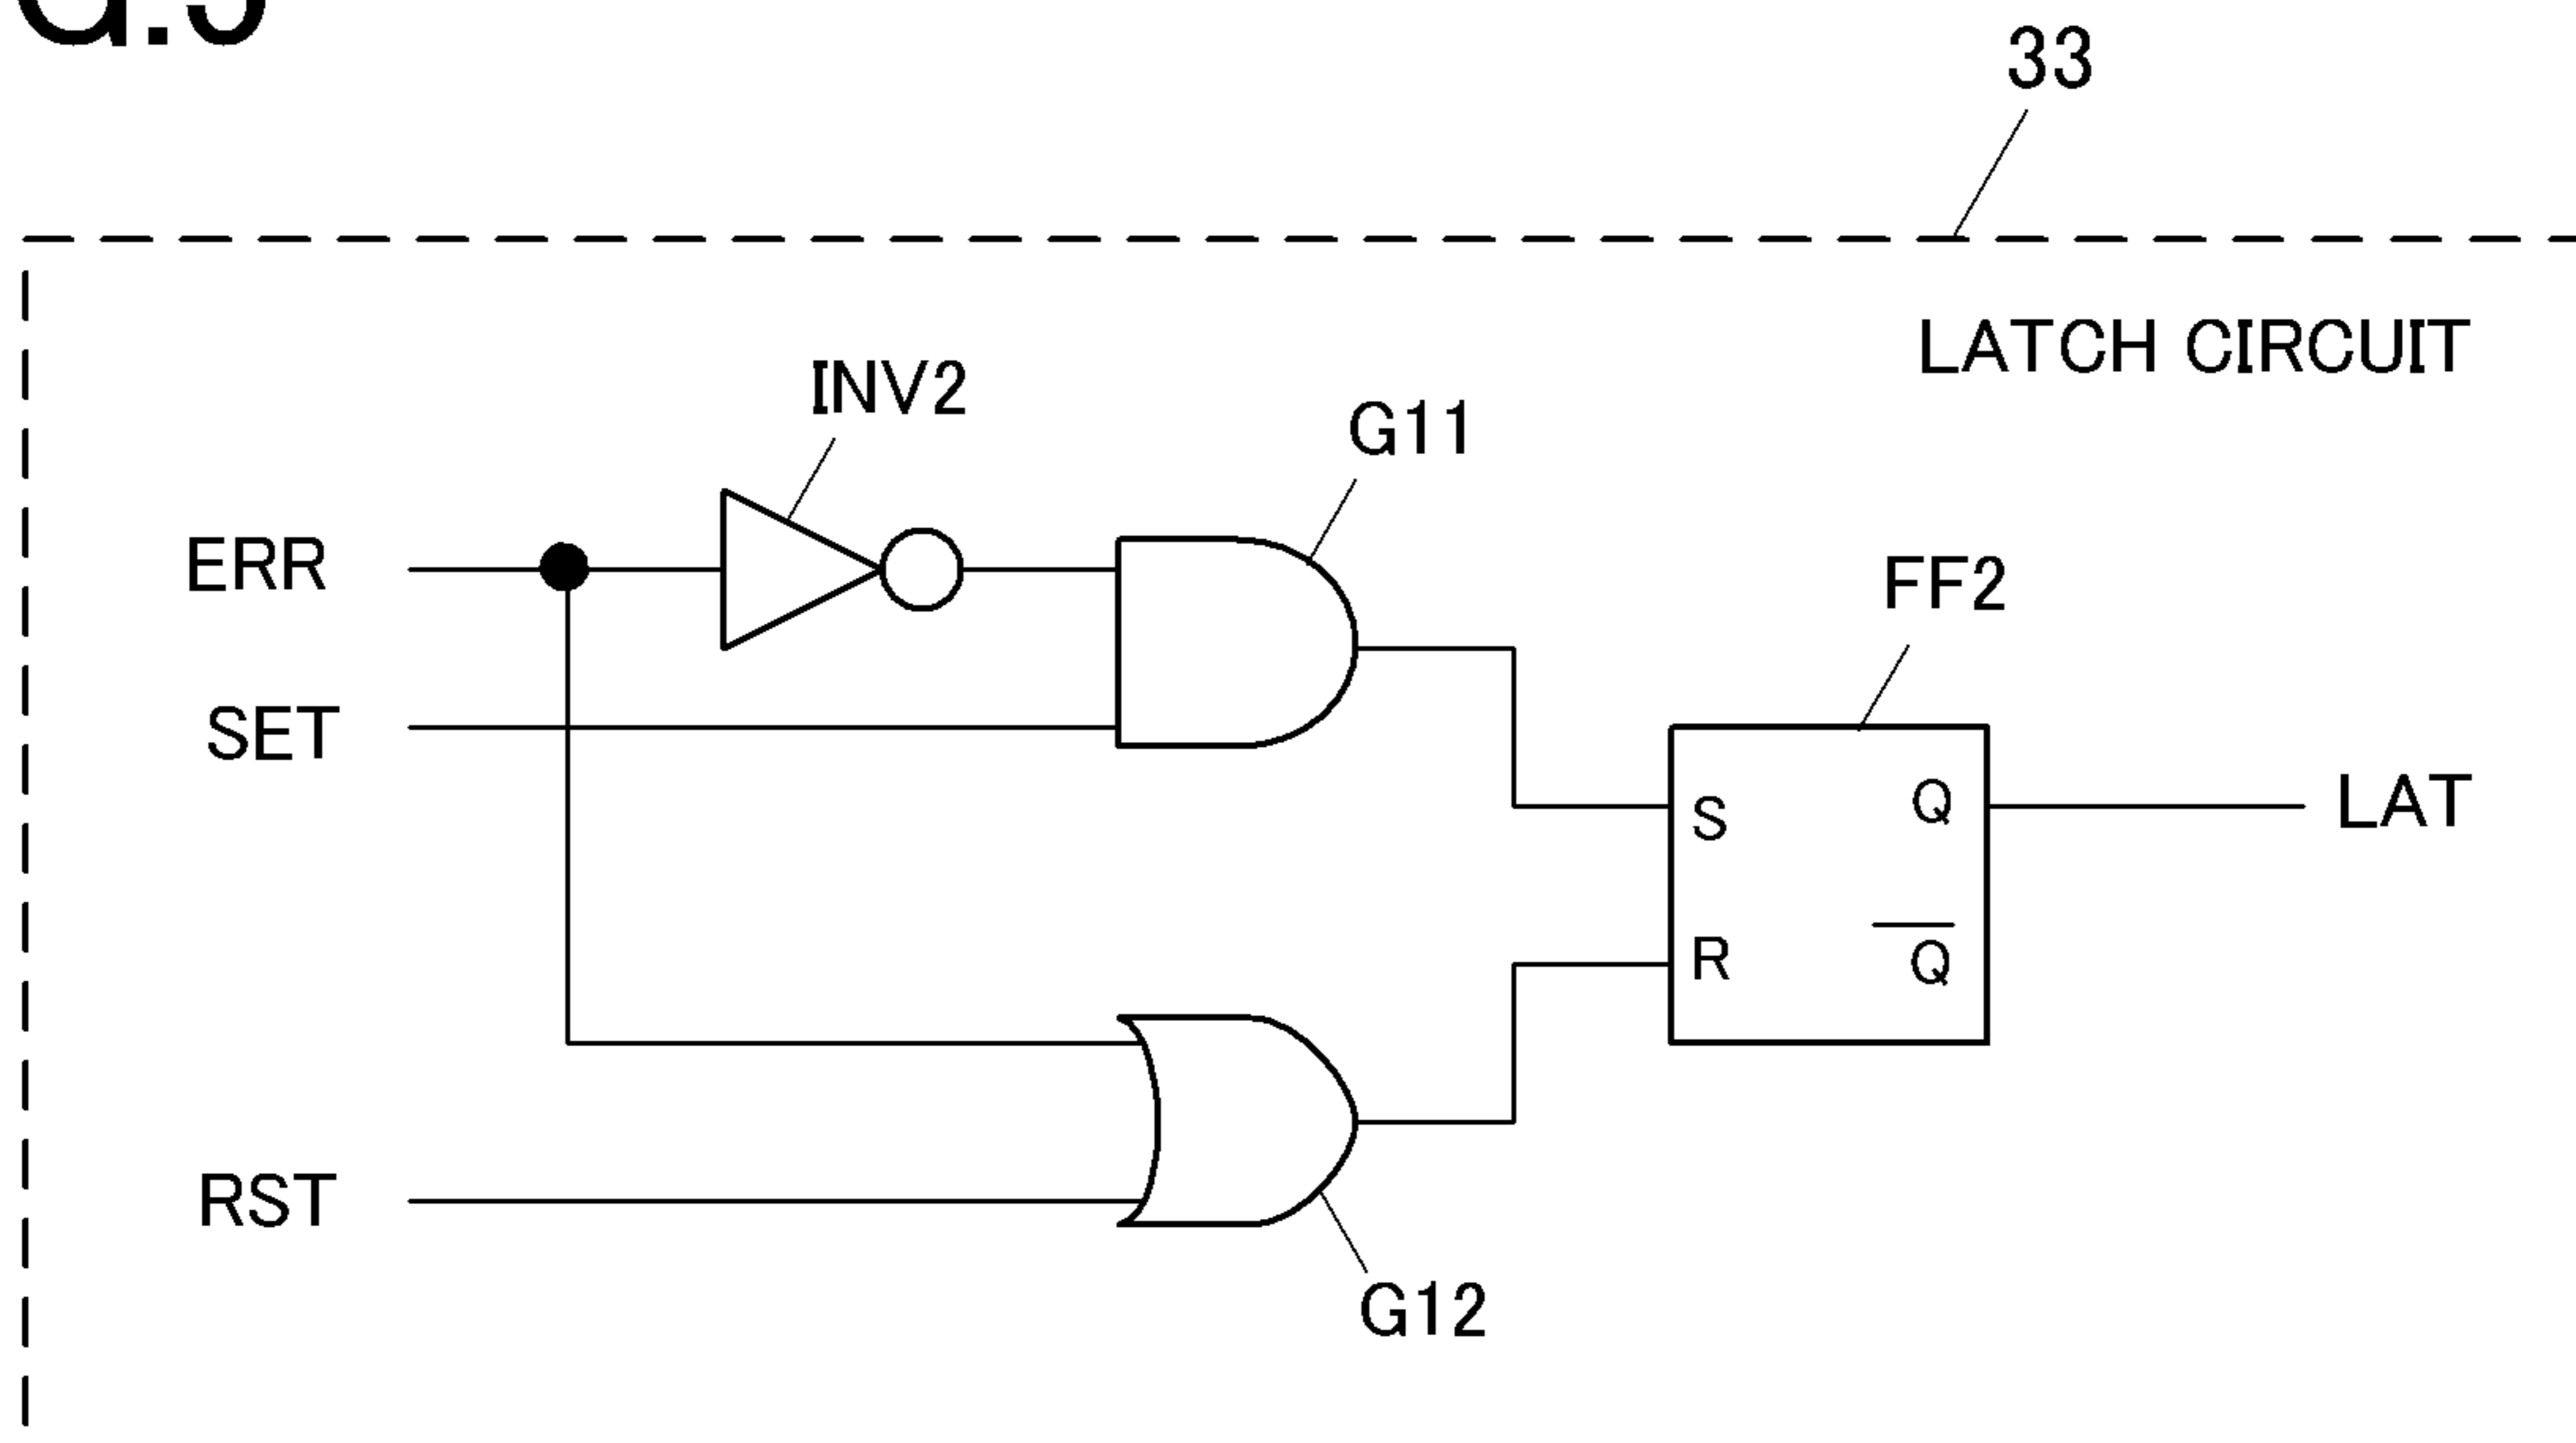 33
LATCH CIRCUIT
INV2
G11
ERR
FF2
SET
S
Q
LAT
R
Q
RST
G12